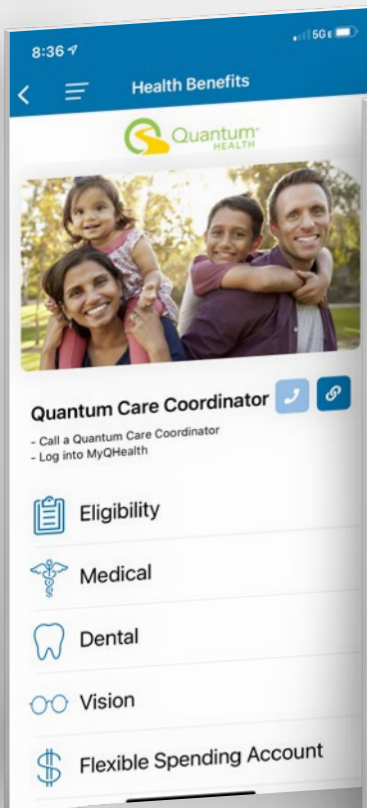 8:36
5G E
Health Benefits
Quantum
HEALTH
Quantum Care Coordinator
- Call a Quantum Care Coordinator
- Log into MyQHealth
Eligibility
Medical
Dental
Vision
Flexible Spending Account